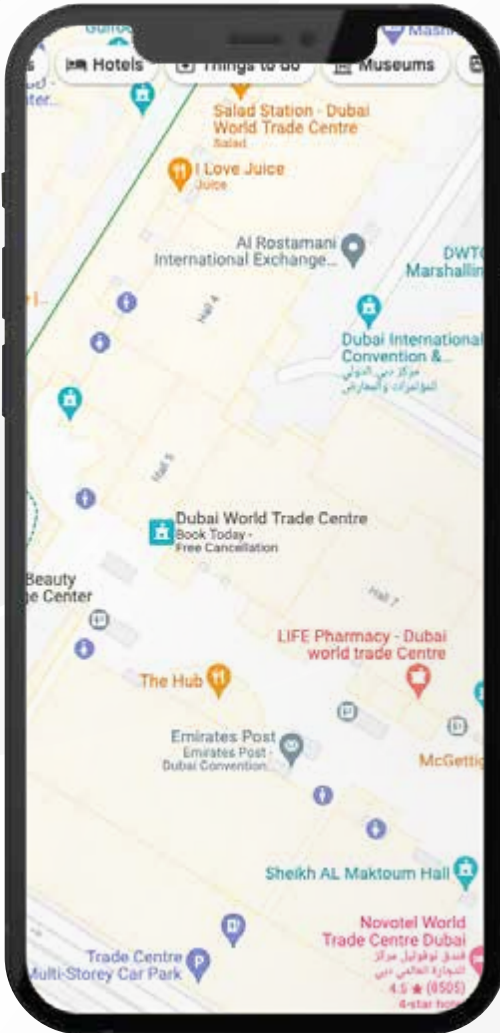 Hotels
Things to do
Museums
Salad Station - Dubai
World Trade Centre
Salad
I Love Juice
Juice
Al Rostamani
International Exchange...
DWTC
Marshallin
Hall 4
Dubai International
Convention &...
مركز دبي الدولي
للمؤتمرات والمعارض
Hall 5
Dubai World Trade Centre
Book Today -
Free Cancellation
Beauty
e Center
Hall 7
LIFE Pharmacy - Dubai
world trade Centre
The Hub
Emirates Post
Emirates Post -
Dubai Convention...
McGettig
Sheikh AL Maktoum Hall
Novotel World
Trade Centre Dubai
فندق نوفوتيل مركز
التجارة العالمي دبي
4.5 ★ (6505)
4-star hote
Trade Centre
Multi-Storey Car Park
P